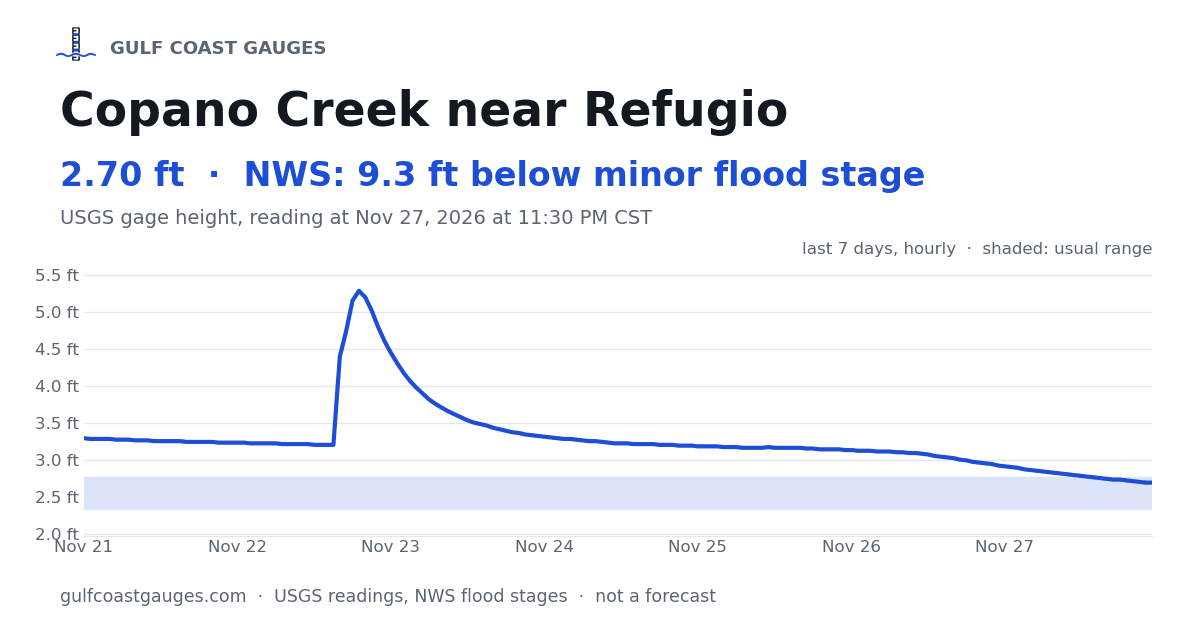 GULF COAST GAUGES
Copano Creek near Refugio
2.70 ft · NWS: 9.3 ft below minor flood stage
USGS gage height, reading at Nov 27, 2026 at 11:30 PM CST
last 7 days, hourly · shaded: usual range
5.5 ft
5.0 ft
4.5 ft
4.0 ft
3.5 ft
3.0 ft
2.5 ft
2.0 ft
Nov 21 Nov 22 Nov 23 Nov 24 Nov 25 Nov 26 Nov 27
gulfcoastgauges.com · USGS readings, NWS flood stages · not a forecast